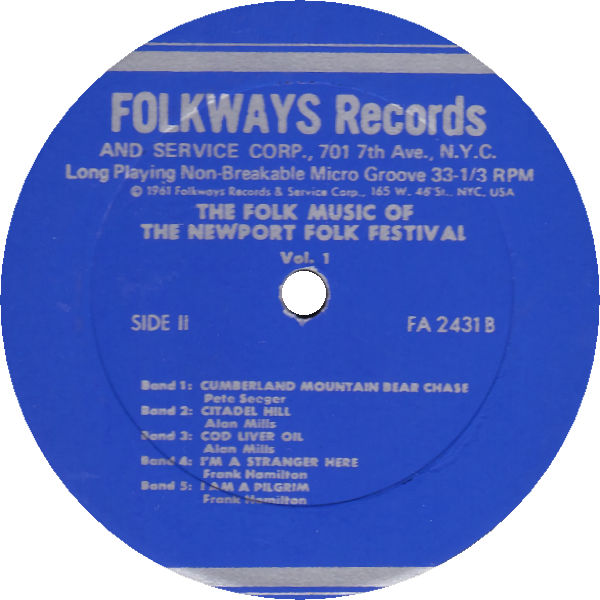 FOLKWAYS Records
AND SERVICE CORP., 701 7th Ave., N.Y.C.
Long Playing Non-Breakable Micro Groove 33-1/3 RPM
© 1961 Folkways Records & Service Corp., 165 W. 46 St., NYC, USA
THE FOLK MUSIC OF
THE NEWPORT FOLK FESTIVAL
Vol. 1
SIDE II FA 2431 B
Band 1: CUMBERLAND MOUNTAIN BEAR CHASE
Pete Seeger
Band 2: CITADEL HILL
Alan Mills
Band 3: COD LIVER OIL
Alan Mills
Band 4: I'M A STRANGER HERE
Frank Hamilton
Band 5: I AM A PILGRIM
Frank Hamilton